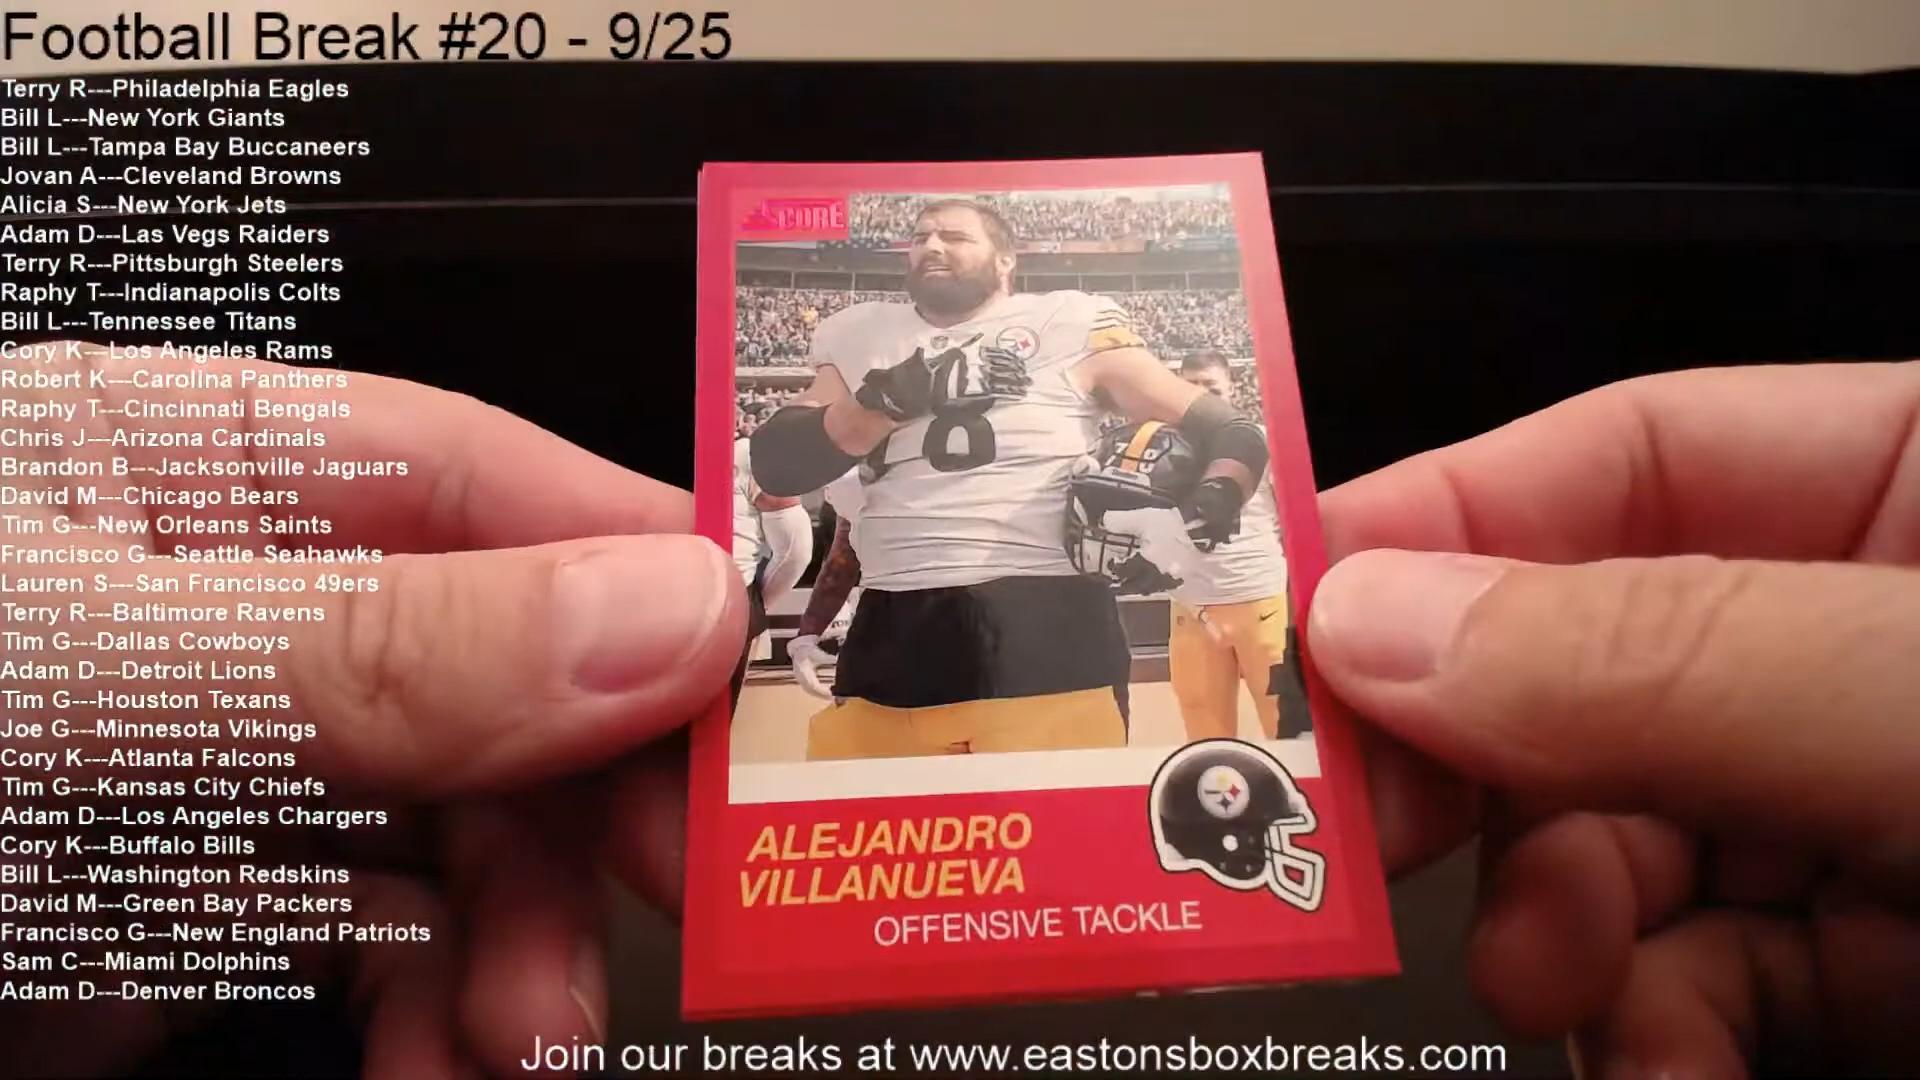 Football Break #20 - 9/25
Terry R---Philadelphia Eagles
Bill L---New York Giants
Bill L---Tampa Bay Buccaneers
Jovan A---Cleveland Browns
Alicia S---New York Jets
Adam D---Las Vegs Raiders
Terry R---Pittsburgh Steelers
Raphy T---Indianapolis Colts
Bill L---Tennessee Titans
Cory K---Los Angeles Rams
Robert K---Carolina Panthers
Raphy T---Cincinnati Bengals
Chris J---Arizona Cardinals
Brandon B---Jacksonville Jaguars
David M---Chicago Bears
Tim G---New Orleans Saints
Francisco G---Seattle Seahawks
Lauren S---San Francisco 49ers
Terry R---Baltimore Ravens
Tim G---Dallas Cowboys
Adam D---Detroit Lions
Tim G---Houston Texans
Joe G---Minnesota Vikings
Cory K---Atlanta Falcons
Tim G---Kansas City Chiefs
Adam D---Los Angeles Chargers
Cory K---Buffalo Bills
Bill L---Washington Redskins
David M---Green Bay Packers
Francisco G---New England Patriots
Sam C---Miami Dolphins
Adam D---Denver Broncos
SCORE
78
ALEJANDRO
VILLANUEVA
OFFENSIVE TACKLE
Join our breaks at www.eastonsboxbreaks.com